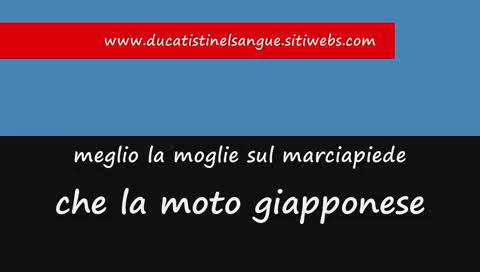 www.ducatistinelsangue.sitiwebs.com
meglio la moglie sul marciapiede
che la moto giapponese